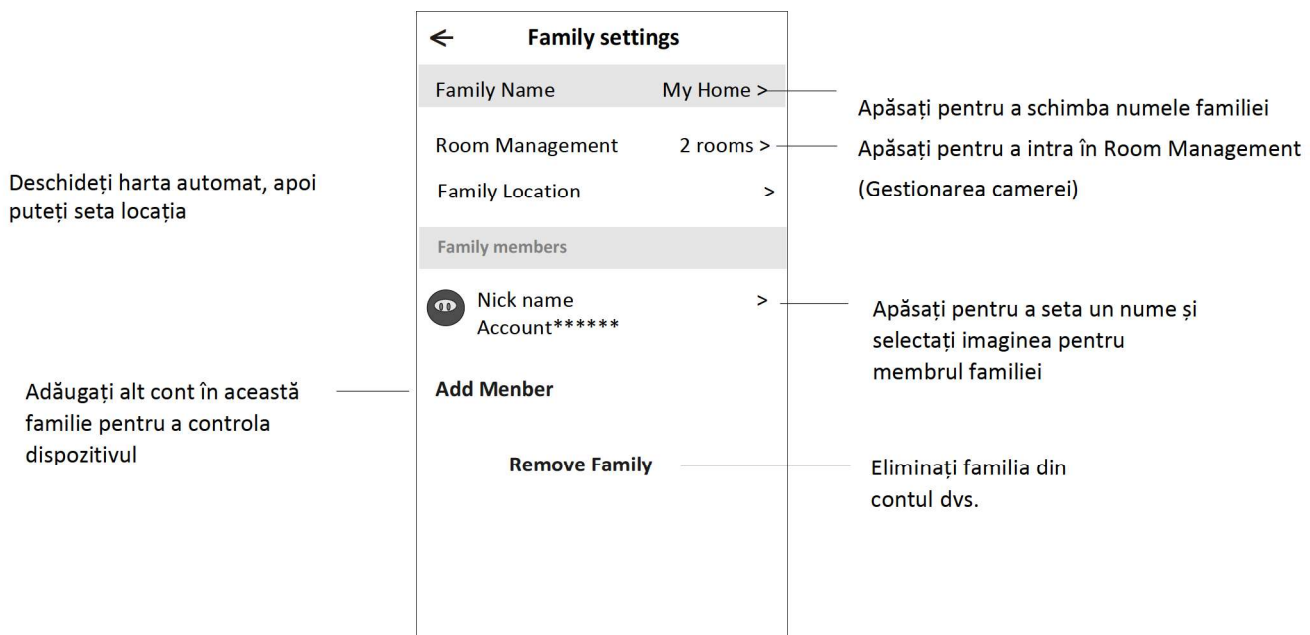 Family settings
Family Name My Home >
Apăsați pentru a schimba numele familiei
Room Management 2 rooms >
Apăsați pentru a intra în Room Management
(Gestionarea camerei)
Deschideți harta automat, apoi
puteți seta locația
Family Location >
Family members
Nick name >
Account******
Apăsați pentru a seta un nume și
selectați imaginea pentru
membrul familiei
Adăugați alt cont în această
familie pentru a controla
dispozitivul
Add Menber
Remove Family
Eliminați familia din
contul dvs.